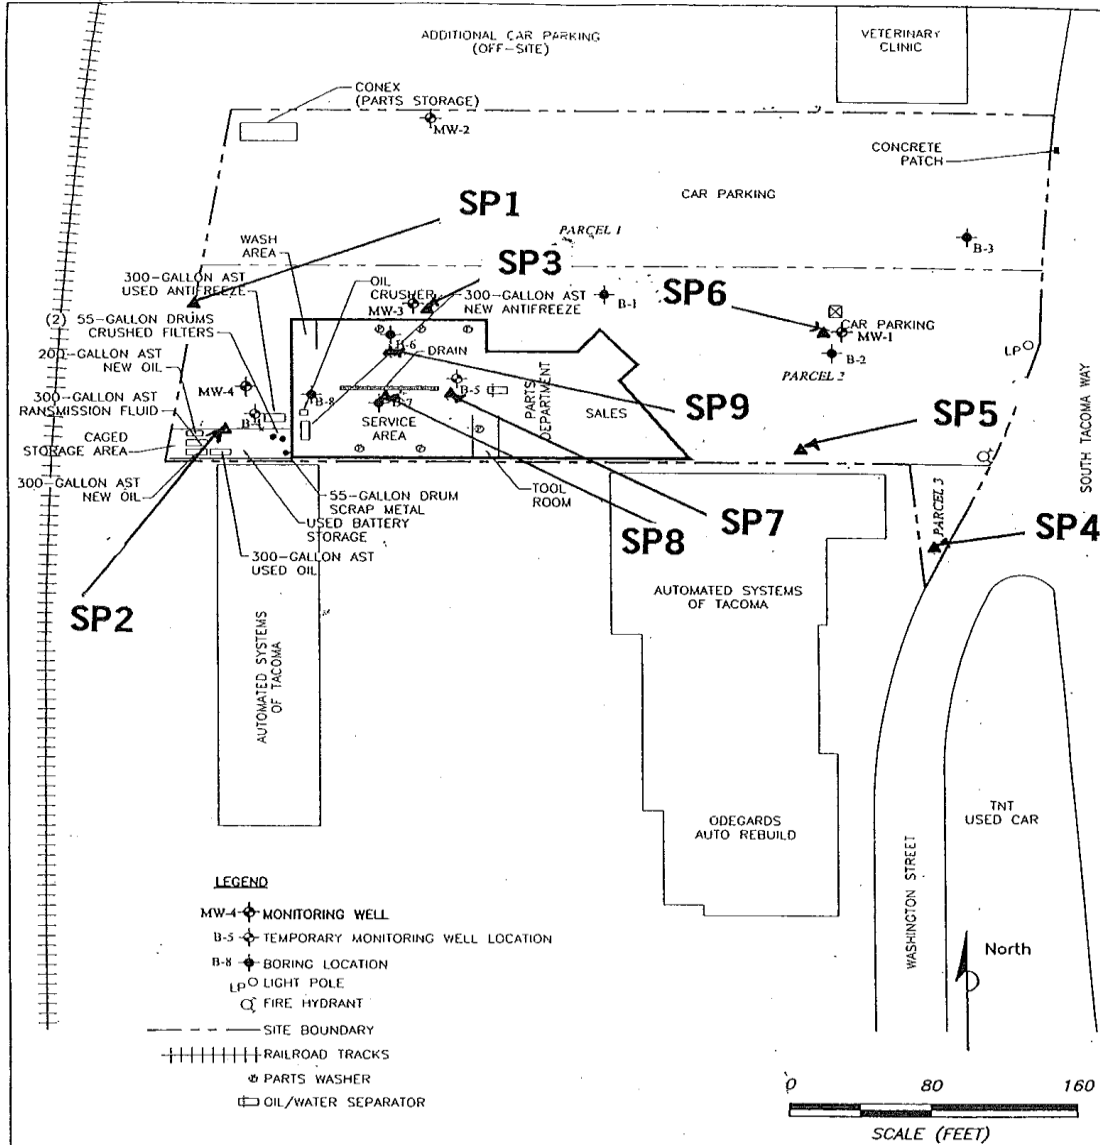 ADDITIONAL CAR PARKING
(OFF-SITE)
VETERINARY
CLINIC
CONEX
(PARTS STORAGE)
MW-2
CONCRETE
PATCH
CAR PARKING
SP1
PARCEL 1
B-3
WASH
AREA
SP3
300-GALLON AST
USED ANTIFREEZE
OIL
CRUSHER
300-GALLON AST
NEW ANTIFREEZE
MW-3
B-1
SP6
CAR PARKING
MW-1
(2) 55-GALLON DRUMS
CRUSHED FILTERS
B-6
DRAIN
B-2
LP
200-GALLON AST
NEW OIL
PARCEL 2
MW-4
B-8
B-7
B-5
PARTS
DEPARTMENT
SALES
SP9
300-GALLON AST
RANSMISSION FLUID
SERVICE
AREA
SP5
CAGED
STORAGE AREA
300-GALLON AST
NEW OIL
55-GALLON DRUM
SCRAP METAL
TOOL
ROOM
USED BATTERY
STORAGE
300-GALLON AST
USED OIL
SP7
SP8
PARCEL 3
SP4
SOUTH TACOMA WAY
SP2
AUTOMATED SYSTEMS
OF TACOMA
AUTOMATED SYSTEMS
OF TACOMA
ODEGARDS
AUTO REBUILD
TNT
USED CAR
WASHINGTON STREET
LEGEND
MW-4 MONITORING WELL
B-5 TEMPORARY MONITORING WELL LOCATION
B-8 BORING LOCATION
LP LIGHT POLE
FIRE HYDRANT
SITE BOUNDARY
RAILROAD TRACKS
PARTS WASHER
OIL/WATER SEPARATOR
North
0 80 160
SCALE (FEET)